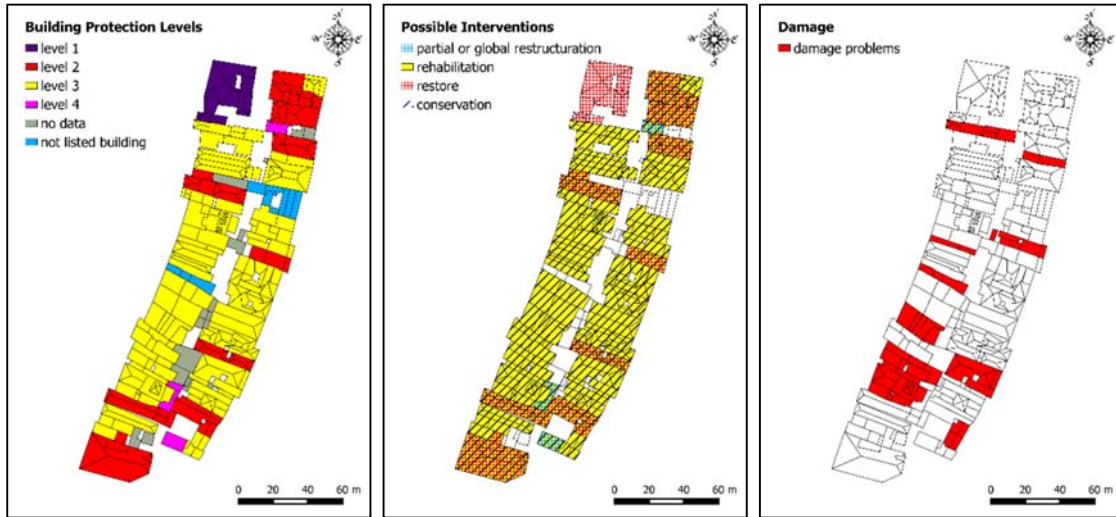 Building Protection Levels
level 1
level 2
level 3
level 4
no data
not listed building
N
W
E
S
0 20 40 60 m
Possible Interventions
partial or global restructuration
rehabilitation
restore
conservation
N
W
E
S
0 20 40 60 m
Damage
damage problems
N
W
E
S
0 20 40 60 m